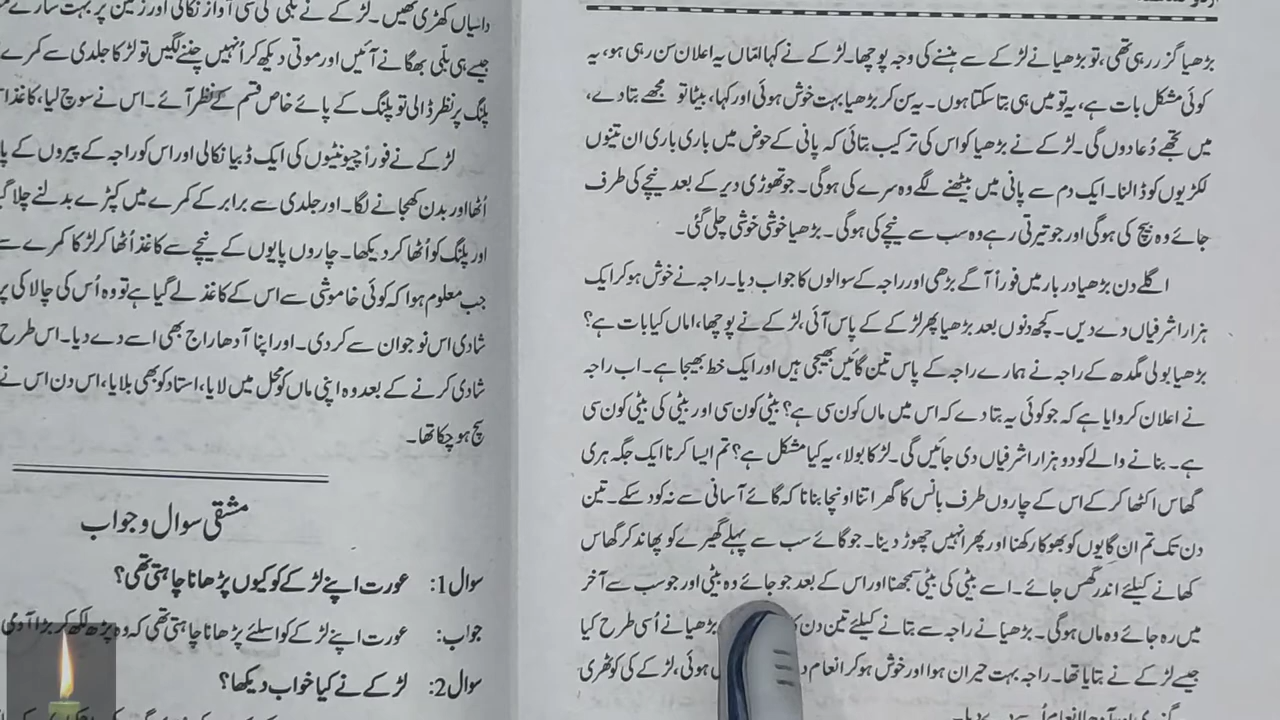 بڑھیا گزر رہی تھی، تو بڑھیا نے لڑکے سے ہنسنے کی وجہ پوچھا۔ لڑکے نے کہا امّاں یہ اعلان سن رہی ہو، یہ
کوئی مشکل بات ہے، یہ تو میں ہی بتا سکتا ہوں۔ یہ سن کر بڑھیا بہت خوش ہوئی اور کہا، بیٹا تو مجھے بتا دے،
میں تجھے دُعا دوں گی۔ لڑکے نے بڑھیا کو اس کی ترکیب بتائی کہ پانی کے حوض میں باری باری ان تینوں
لکڑیوں کو ڈالنا۔ ایک دم سے پانی میں بیٹھنے لگے وہ سرے کی ہوگی۔ جو تھوڑی دیر کے بعد نیچے کی طرف
جائے وہ بیچ کی ہوگی اور جو تیرتی رہے وہ سب سے نیچے کی ہوگی۔ بڑھیا خوشی خوشی چلی گئی۔
اگلے دن بڑھیا دربار میں فوراً آگے بڑھی اور راجہ کے سوالوں کا جواب دیا۔ راجہ نے خوش ہو کر ایک
ہزار اشرفیاں دے دیں۔ کچھ دنوں بعد بڑھیا پھر لڑکے کے پاس آئی، لڑکے نے پوچھا، اماں کیا بات ہے؟
بڑھیا بولی مگدھ کے راجہ نے ہمارے راجہ کے پاس تین گائیں بھیجی ہیں اور ایک خط بھیجا ہے۔ اب راجہ
نے اعلان کروایا ہے کہ جو کوئی یہ بتا دے کہ اس میں ماں کون سی ہے؟ بیٹی کون سی اور بیٹی کی بیٹی کون سی
ہے۔ بتانے والے کو دو ہزار اشرفیاں دی جائیں گی۔ لڑکا بولا، یہ کیا مشکل ہے؟ تم ایسا کرنا ایک جگہ ہری
گھاس اکٹھا کر کے اس کے چاروں طرف بانس کا گھر اتنا اونچا بنانا کہ گائے آسانی سے نہ کود سکے۔ تین
دن تک تم ان گایوں کو بھوکا رکھنا اور پھر انہیں چھوڑ دینا۔ جو گائے سب سے پہلے گھیرے کو پھاند کر گھاس
کھانے کیلئے اندر گھس جائے۔ اسے بیٹی کی بیٹی سمجھنا اور اس کے بعد جو جائے وہ بیٹی اور جو سب سے آخر
میں رہ جائے وہ ماں ہوگی۔ بڑھیا نے راجہ سے بتانے کیلئے تین دن بڑھیا نے اُسی طرح کیا
جیسے لڑکے نے بتایا تھا۔ راجہ بہت حیران ہوا اور خوش ہو کر انعام ہوئی، لڑکے کی کوٹھری
داسیاں کھڑی تھیں۔ لڑکے نے بلی کی سی آواز نکالی اور زمین پر بہت سارے
جیسے ہی بلّی بھگانے آئیں اور موتی دیکھ کر اُنہیں چننے لگیں تو لڑکا جلدی سے کمرے
پلنگ پر نظر ڈالی تو پلنگ کے پائے خاص قسم کے نظر آئے۔ اس نے سوچ لیا، کاغذ
لڑکے نے فوراً چیونٹیوں کی ایک ڈبیا نکالی اور اس کو راجہ کے پیروں کے
اُٹھا اور بدن کھجانے لگا۔ اور جلدی سے برابر کے کمرے میں کپڑے بدلنے چلا
اور پلنگ کو اُٹھا کر دیکھا۔ چاروں پایوں کے نیچے سے کاغذ اُٹھا کر لڑکا کمرے سے
جب معلوم ہوا کہ کوئی خاموشی سے اس کے کاغذ لے گیا ہے تو وہ اُس کی چالاکی پر
شادی اس نوجوان سے کر دی۔ اور اپنا آدھا راج بھی اسے دے دیا۔ اس طرح
شادی کرنے کے بعد وہ اپنی ماں کو محل میں لایا، استاد کو بھی بلایا، اس دن اس نے
سچ ہو چکا تھا۔
مشقی سوال و جواب
سوال 1: عورت اپنے لڑکے کو کیوں پڑھانا چاہتی تھی؟
جواب: عورت اپنے لڑکے کو اسلئے پڑھانا چاہتی تھی کہ وہ پڑھ لکھ کر بڑا آدمی
سوال 2: لڑکے نے کیا خواب دیکھا؟